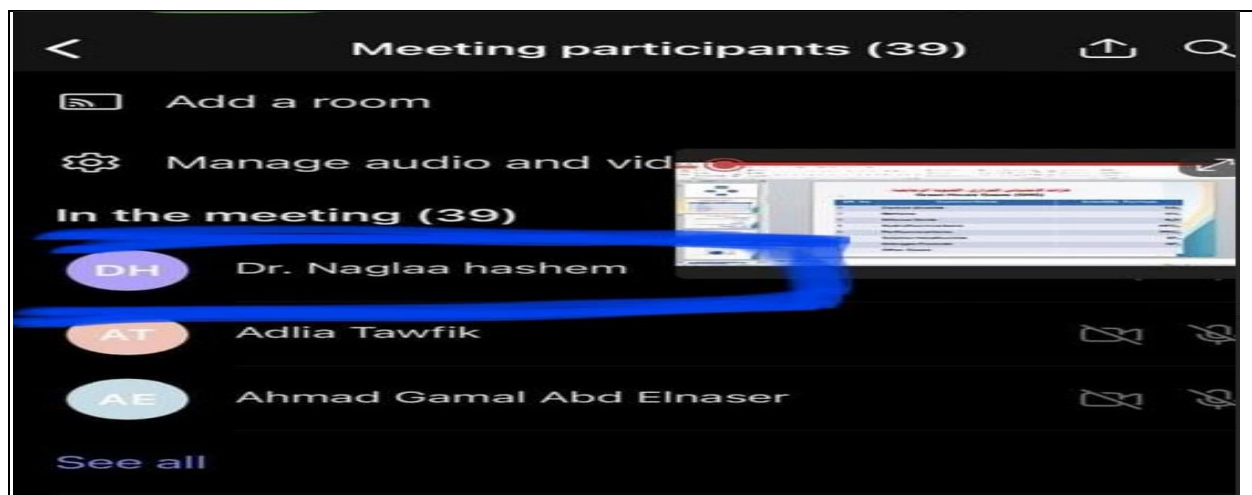 Meeting participants (39)
Add a room
Manage audio and vid
In the meeting (39)
DH
Dr. Naglaa hashem
AT
Adlia Tawfik
AE
Ahmad Gamal Abd Elnaser
See all